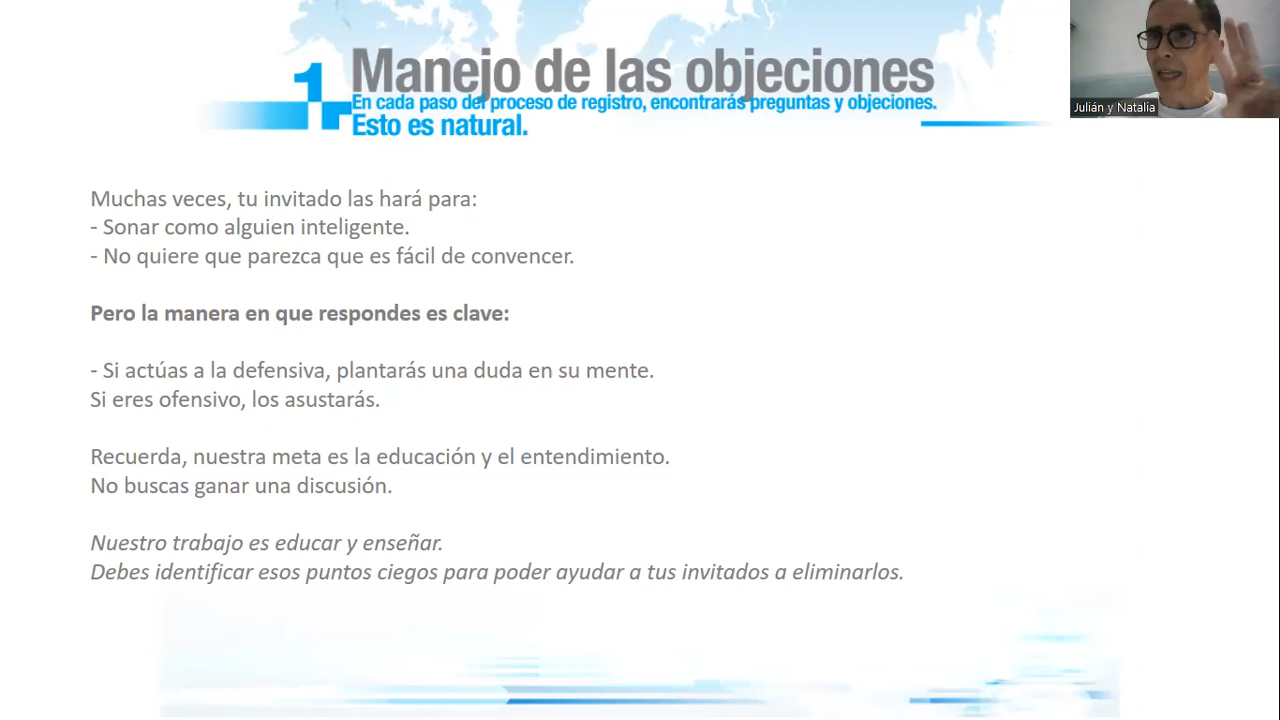 1
Manejo de las objeciones
En cada paso del proceso de registro, encontrarás preguntas y objeciones.
Esto es natural.
Julián y Natalia
Muchas veces, tu invitado las hará para:
- Sonar como alguien inteligente.
- No quiere que parezca que es fácil de convencer.
Pero la manera en que respondes es clave:
- Si actúas a la defensiva, plantarás una duda en su mente.
Si eres ofensivo, los asustarás.
Recuerda, nuestra meta es la educación y el entendimiento.
No buscas ganar una discusión.
Nuestro trabajo es educar y enseñar.
Debes identificar esos puntos ciegos para poder ayudar a tus invitados a eliminarlos.